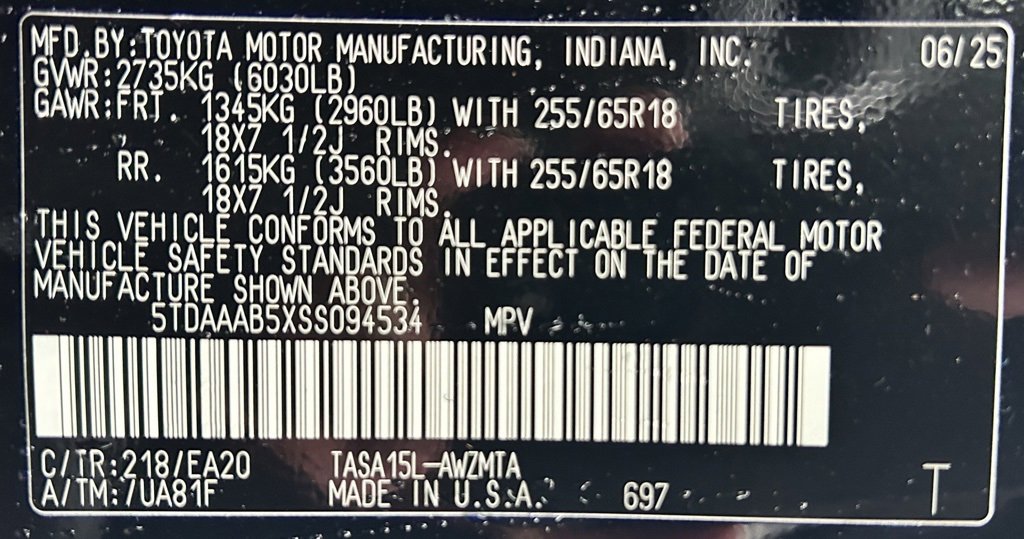 MFD.BY:TOYOTA MOTOR MANUFACTURING, INDIANA, INC. 06/25
GVWR:2735KG (6030LB)
GAWR:FRT. 1345KG (2960LB) WITH 255/65R18 TIRES,
18X7 1/2J RIMS.
RR. 1615KG (3560LB) WITH 255/65R18 TIRES,
18X7 1/2J RIMS.
THIS VEHICLE CONFORMS TO ALL APPLICABLE FEDERAL MOTOR
VEHICLE SAFETY STANDARDS IN EFFECT ON THE DATE OF
MANUFACTURE SHOWN ABOVE.
5TDAAAB5XSS094534 MPV
C/TR:218/EA20 TASA15L-AWZMTA
A/TM:/UA81F MADE IN U.S.A. 697 T